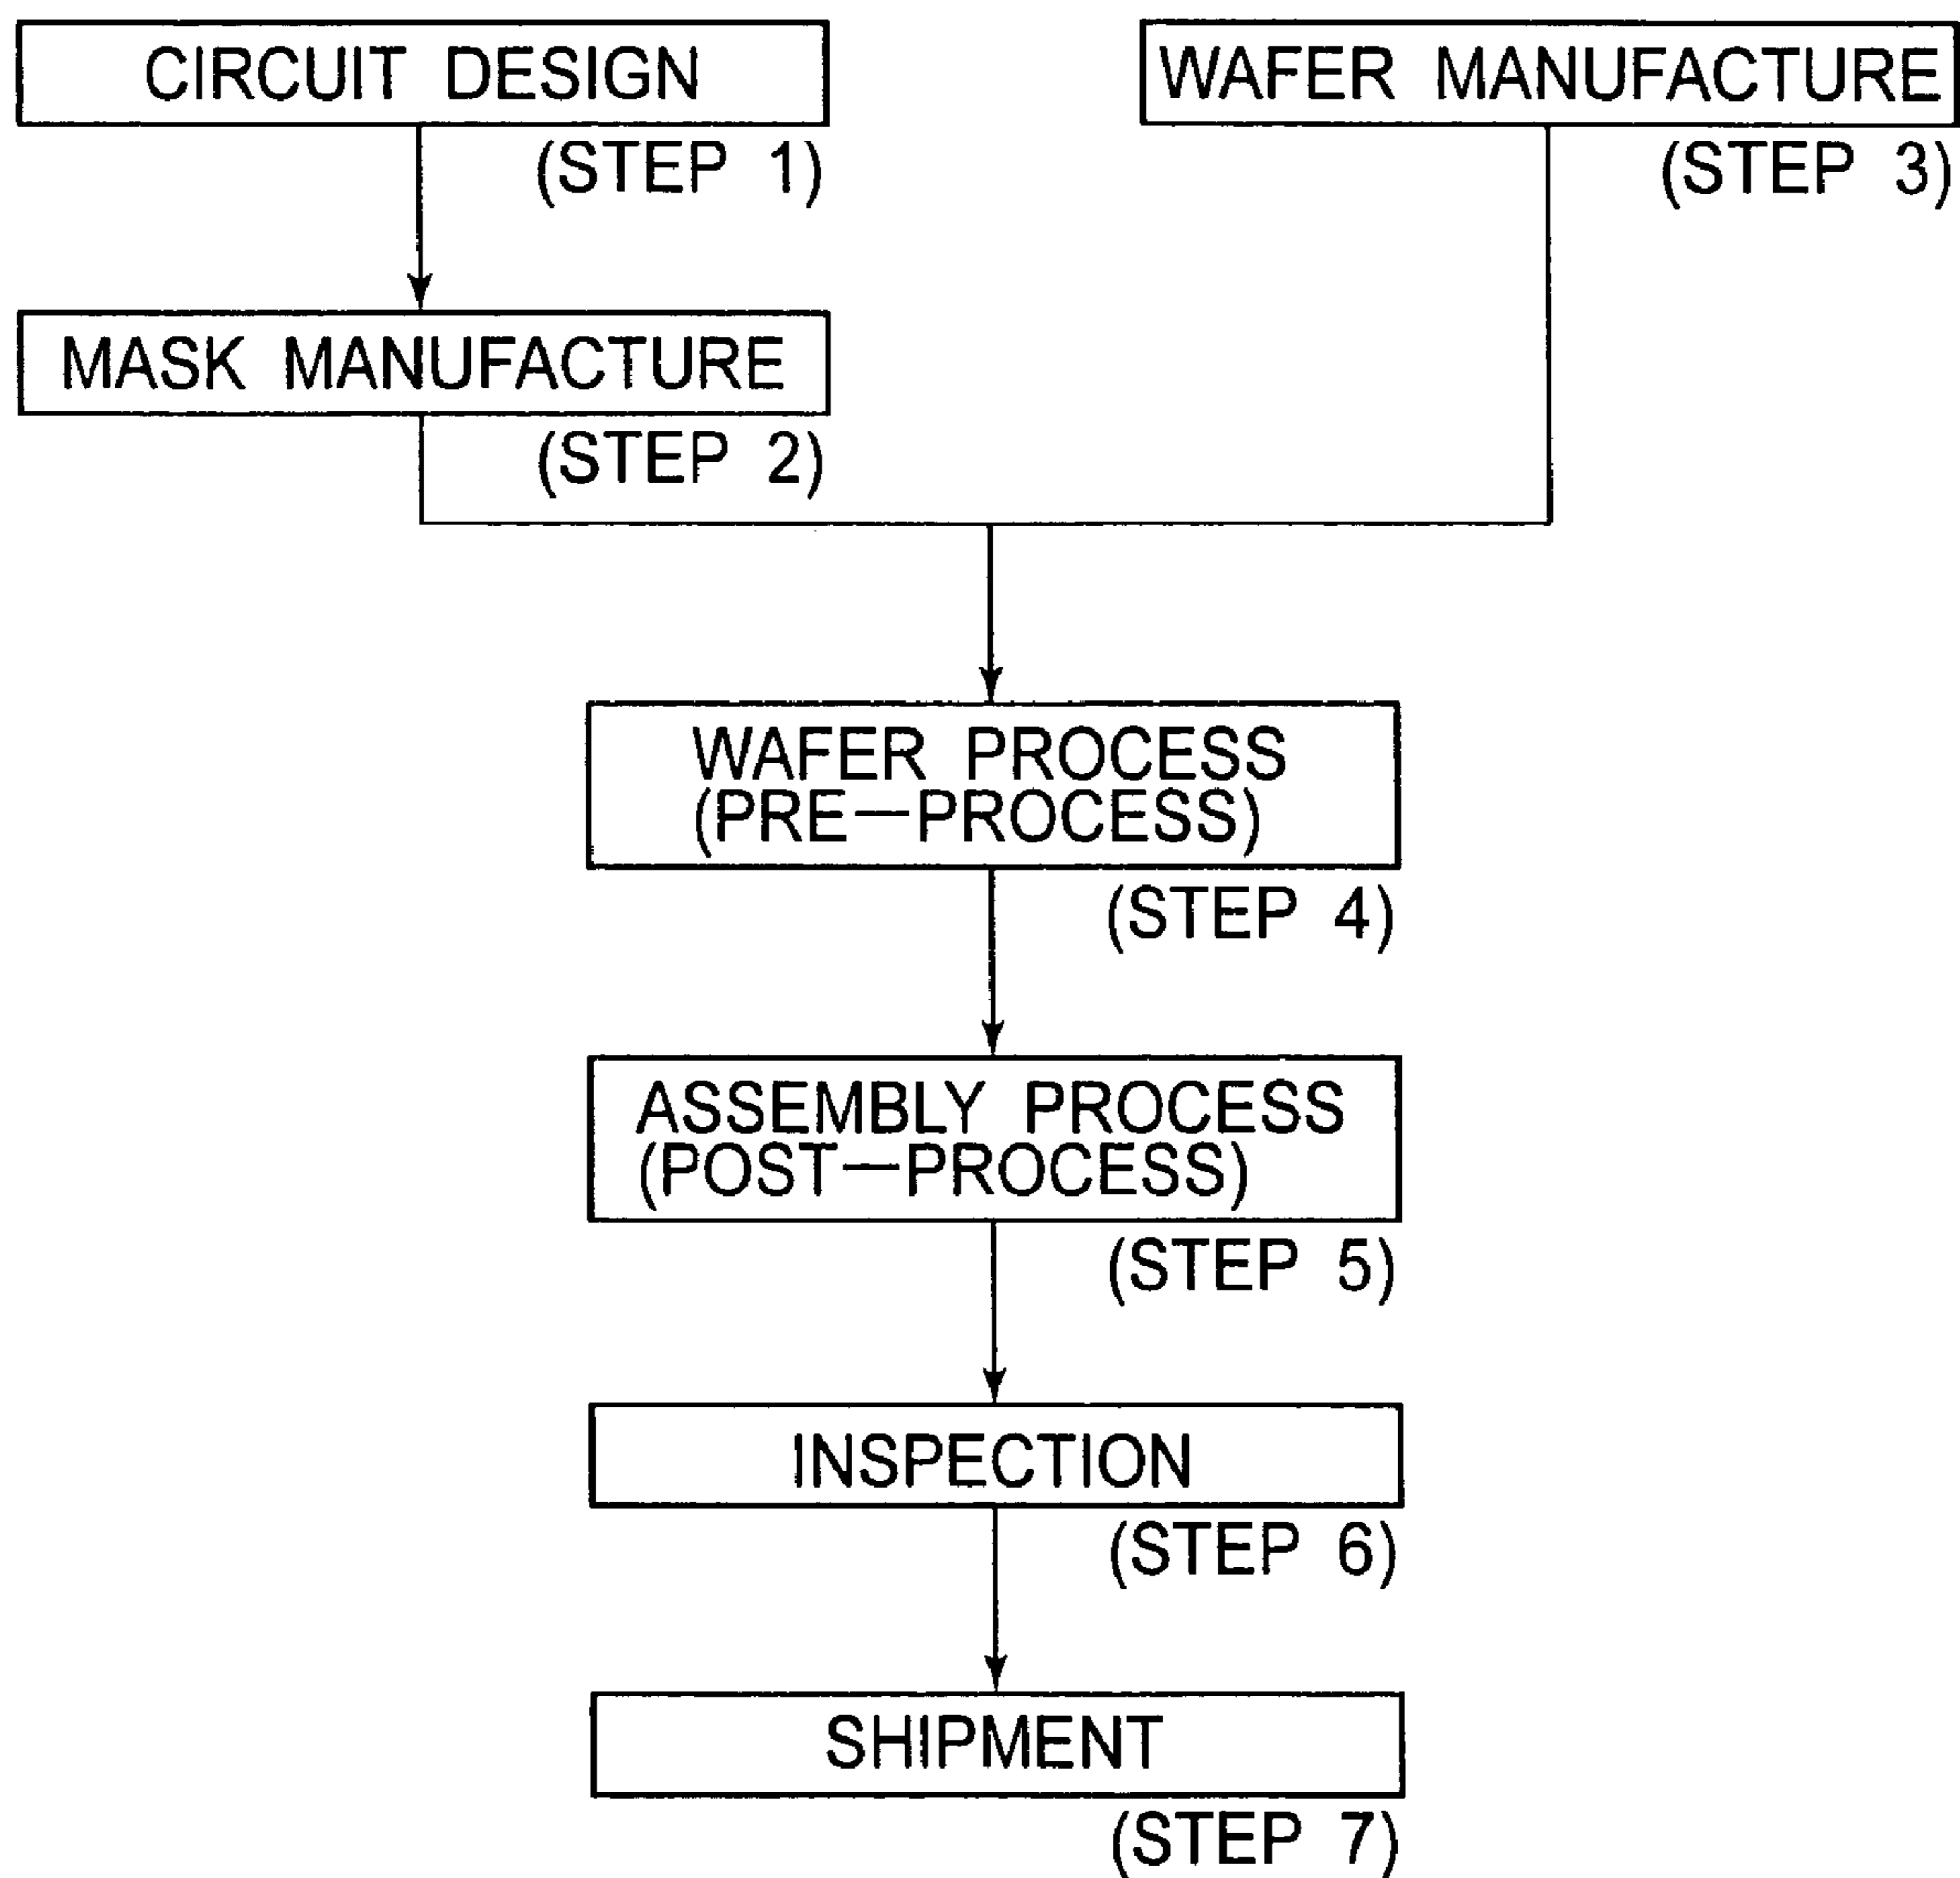 CIRCUIT DESIGN
(STEP 1)
WAFER MANUFACTURE
(STEP 3)
MASK MANUFACTURE
(STEP 2)
WAFER PROCESS
(PRE—PROCESS)
(STEP 4)
ASSEMBLY PROCESS
(POST—PROCESS)
(STEP 5)
INSPECTION
(STEP 6)
SHIPMENT
(STEP 7)